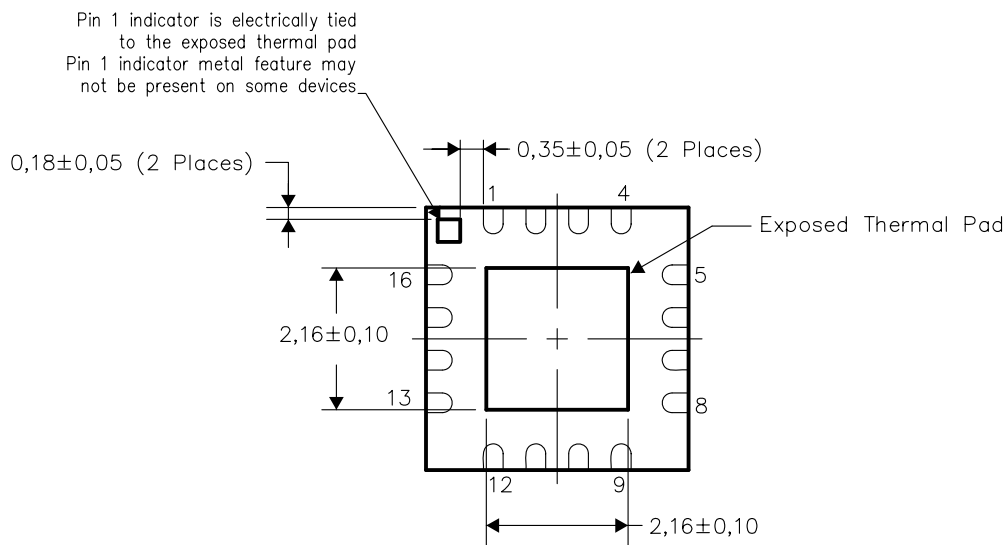 Pin 1 indicator is electrically tied
to the exposed thermal pad
Pin 1 indicator metal feature may
not be present on some devices
0,18±0,05 (2 Places)
0,35±0,05 (2 Places)
1
4
Exposed Thermal Pad
16
5
2,16±0,10
13
8
12
9
2,16±0,10